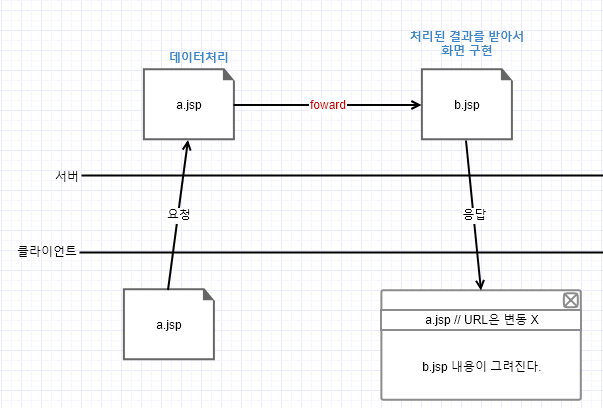 데이터처리
처리된 결과를 받아서
화면 구현
a.jsp
foward
b.jsp
서버
요청
응답
클라이언트
a.jsp
a.jsp // URL은 변동 X
b.jsp 내용이 그려진다.